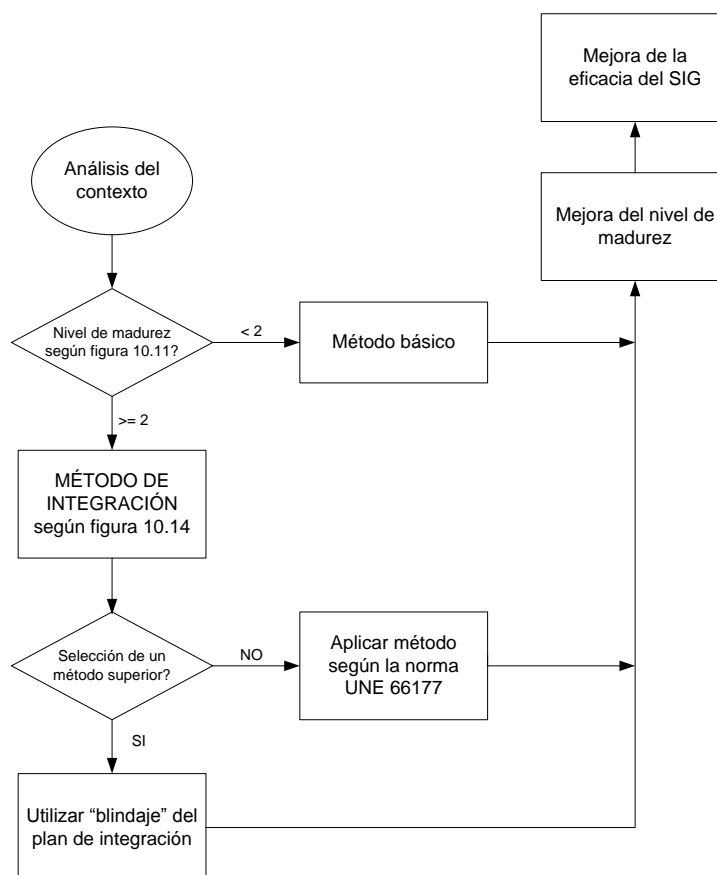 Mejora de la
eficacia del SIG
Análisis del
contexto
Mejora del nivel de
madurez
Nivel de madurez
según figura 10.11?
< 2
Método básico
>= 2
MÉTODO DE
INTEGRACIÓN
según figura 10.14
Selección de un
método superior?
NO
Aplicar método
según la norma
UNE 66177
SI
Utilizar “blindaje” del
plan de integración